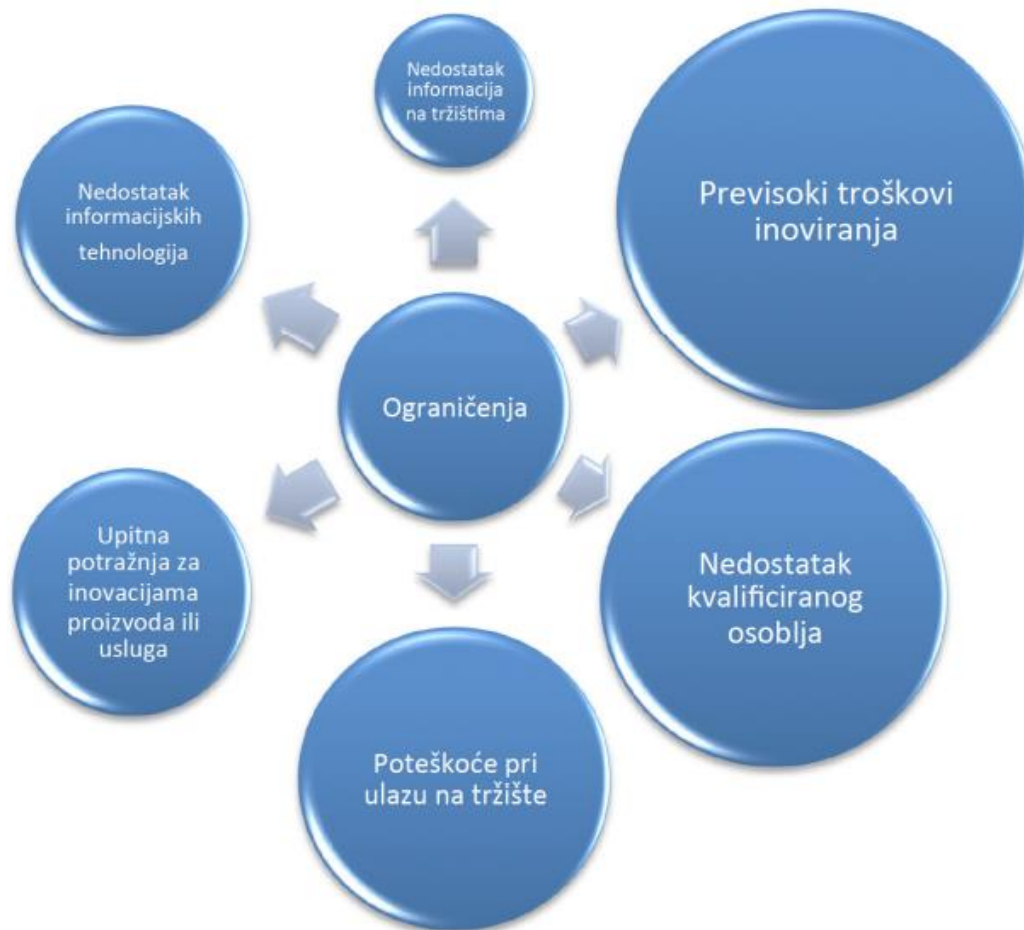 Nedostatak
informacija
na tržištima
Previsoki troškovi
inoviranja
Nedostatak
informacijskih
tehnologija
Ograničenja
Nedostatak
kvalificiranog
osoblja
Upitna
potražnja za
inovacijama
proizvoda ili
usluga
Poteškoće pri
ulazu na tržište